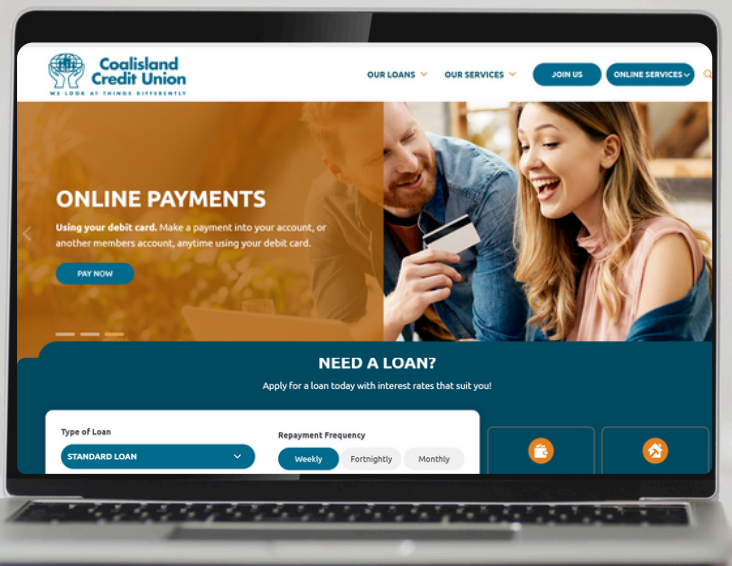 Coalisland
Credit Union
WE LOOK AT THINGS DIFFERENTLY
OUR LOANS
OUR SERVICES
JOIN US
ONLINE SERVICES
ONLINE PAYMENTS
Using your debit card. Make a payment into your account, or
another members account, anytime using your debit card.
PAY NOW
NEED A LOAN?
Apply for a loan today with interest rates that suit you!
Type of Loan
STANDARD LOAN
Repayment Frequency
Weekly
Fortnightly
Monthly